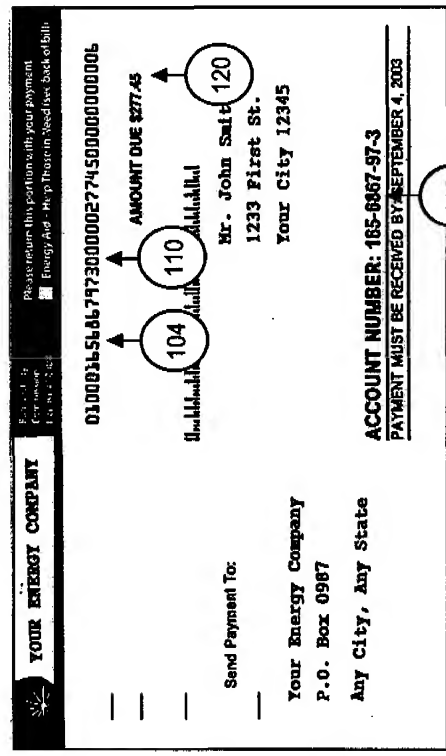 YOUR ENERGY COMPANY
Please return this portion with your payment
Energy Aid - Help Those in Need (see back of bill)
AMOUNT DUE $277.45
120
110
104
Mr. John Smit
1233 First St.
Your City 12345
Send Payment To:
Your Energy Company
P.O. Box 0987
Any City, Any State
ACCOUNT NUMBER: 165-6867-97-3
PAYMENT MUST BE RECEIVED BY SEPTEMBER 4, 2003